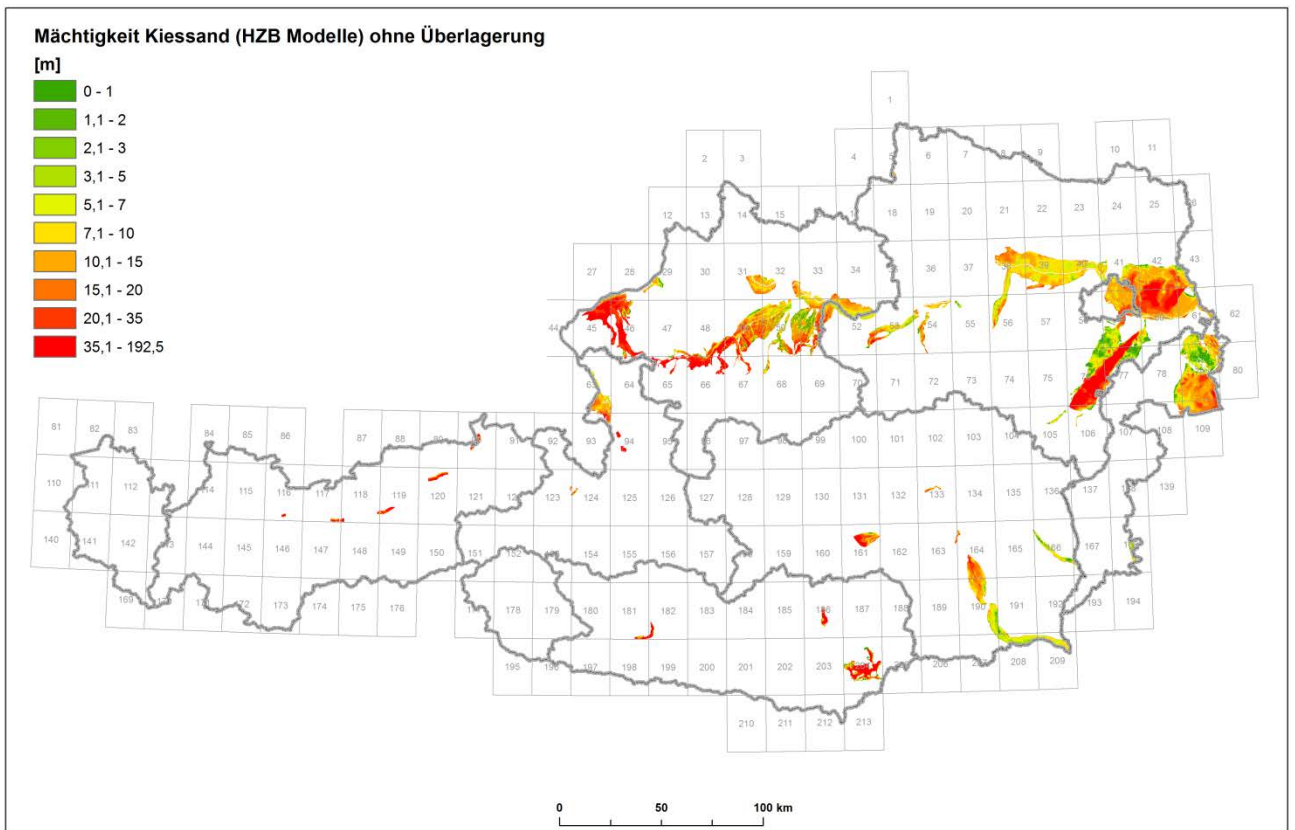 Mächtigkeit Kiessand (HZB Modelle) ohne Überlagerung
[m]
0 - 1
1,1 - 2
2,1 - 3
3,1 - 5
5,1 - 7
7,1 - 10
10,1 - 15
15,1 - 20
20,1 - 35
35,1 - 192,5
1
2 3 4 5 6 7 8 9 10 11
12 13 14 15 18 19 20 21 22 23 24 25 26
27 28 29 30 31 32 33 34 36 37 38 39 41 42 43
44 45 46 47 48 50 52 53 54 55 56 57 61 62
63 64 65 66 67 68 69 70 71 72 73 74 75 77 78 80
81 82 83 84 85 86 87 88 91 92 93 94 97 99 100 101 102 103 104 105 106 107 108 109
110 111 112 114 115 116 117 118 119 120 121 123 124 125 126 127 128 129 130 131 133 134 135 136 137 139
140 141 142 143 144 145 146 147 148 149 150 151 152 154 155 156 157 159 160 161 162 163 164 165 166 167
169 172 173 174 175 176 178 179 180 181 182 183 184 185 186 187 188 189 190 191 192 193 194
195 196 197 198 199 200 201 202 203 208 209
210 211 212 213
0 50 100 km